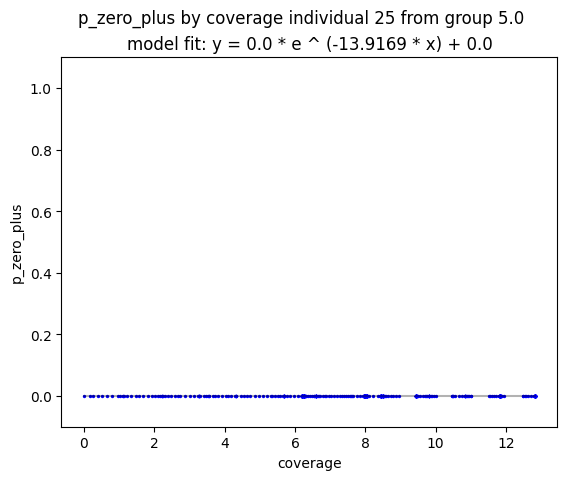 p_zero_plus by coverage individual 25 from group 5.0
model fit: y = 0.0 * e ^ (-13.9169 * x) + 0.0
1.0
0.8
0.6
0.4
0.2
0.0
p_zero_plus
0 2 4 6 8 10 12
coverage